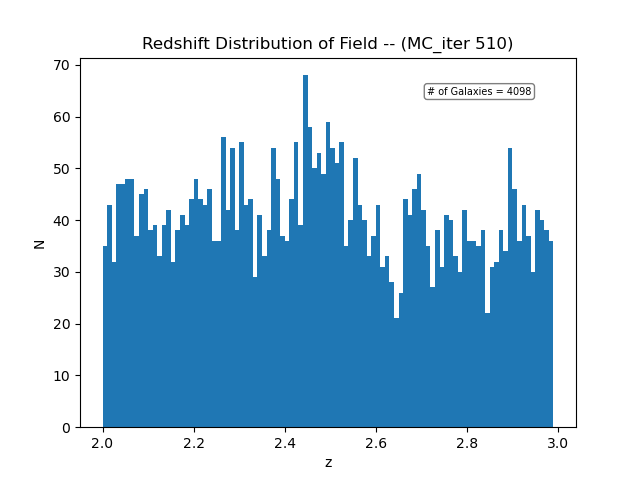 Redshift Distribution of Field -- (MC_iter 510)
# of Galaxies = 4098
70
60
50
40
30
20
10
0
N
2.0 2.2 2.4 2.6 2.8 3.0
z